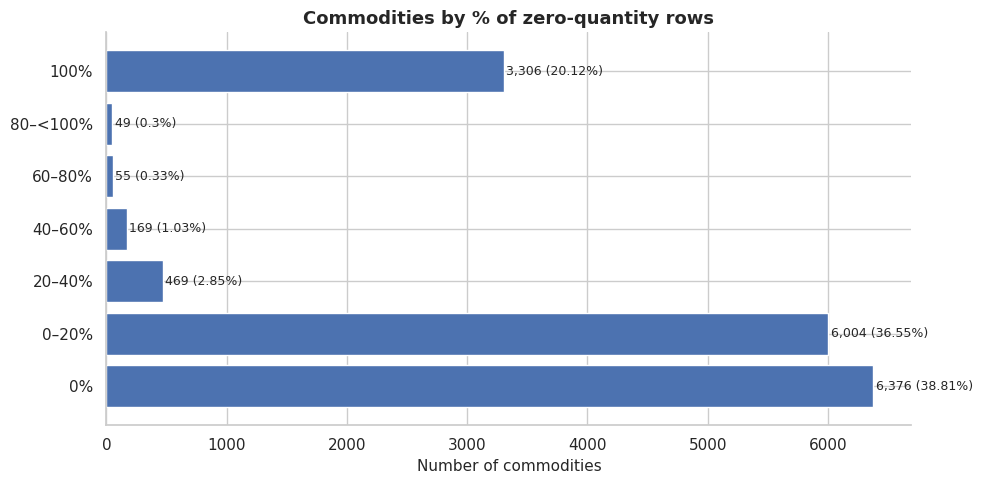 Commodities by % of zero-quantity rows
100% 3,306 (20.12%)
80–<100% 49 (0.3%)
60–80% 55 (0.33%)
40–60% 169 (1.03%)
20–40% 469 (2.85%)
0–20% 6,004 (36.55%)
0% 6,376 (38.81%)
0 1000 2000 3000 4000 5000 6000
Number of commodities